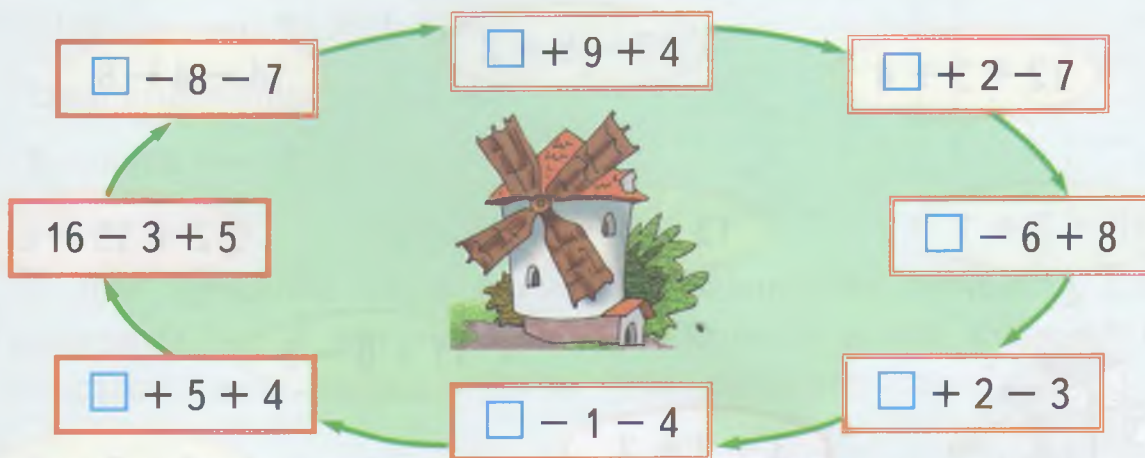 □ + 9 + 4
□ − 8 − 7
□ + 2 − 7
16 − 3 + 5
□ − 6 + 8
□ + 5 + 4
□ − 1 − 4
□ + 2 − 3